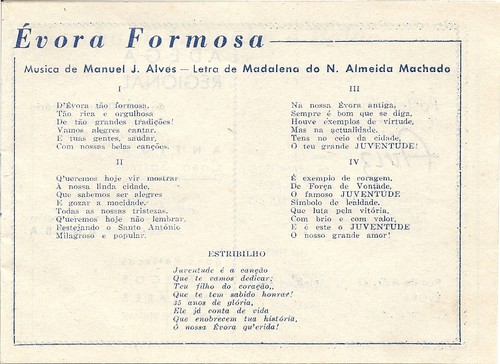 Évora Formosa
Musica de Manuel J. Alves — Letra de Madalena do N. Almeida Machado
I
D'Évora tão formosa,
Tão rica e orgulhosa
De tão grandes tradições!
Vamos alegres cantar,
E tuas gentes, saudar,
Com nossas belas canções.
II
Q'ueremos hoje vir mostrar
A nossa linda cidade,
Que sabemos ser alegres
E gozar a mocidade.
Todas as nossas tristezas,
Q'ueremos hoje não lembrar,
Festejando o Santo António
Milagroso e popular.
III
Na nossa Évora antiga,
Sempre é bom que se diga,
Houve exemplos de virtude,
Mas na actualidade,
Tens no ceio da cidade,
O teu grande JUVENTUDE!
IV
É exemplo de coragem,
De Força de Vontade,
O famoso JUVENTUDE
Simbolo de lealdade.
Que luta pela vitória,
Com brio e com valor,
E é este o JUVENTUDE
O nosso grande amor!
ESTRIBILHO
Juventude é a canção
Que te vamos dedicar;
Teu filho do coração,.
Que te tem sabido honrar!
35 anos de glória,
Ele já conta de vida
Que enobrecem tua história,
Ó nossa Évora qu'erida!